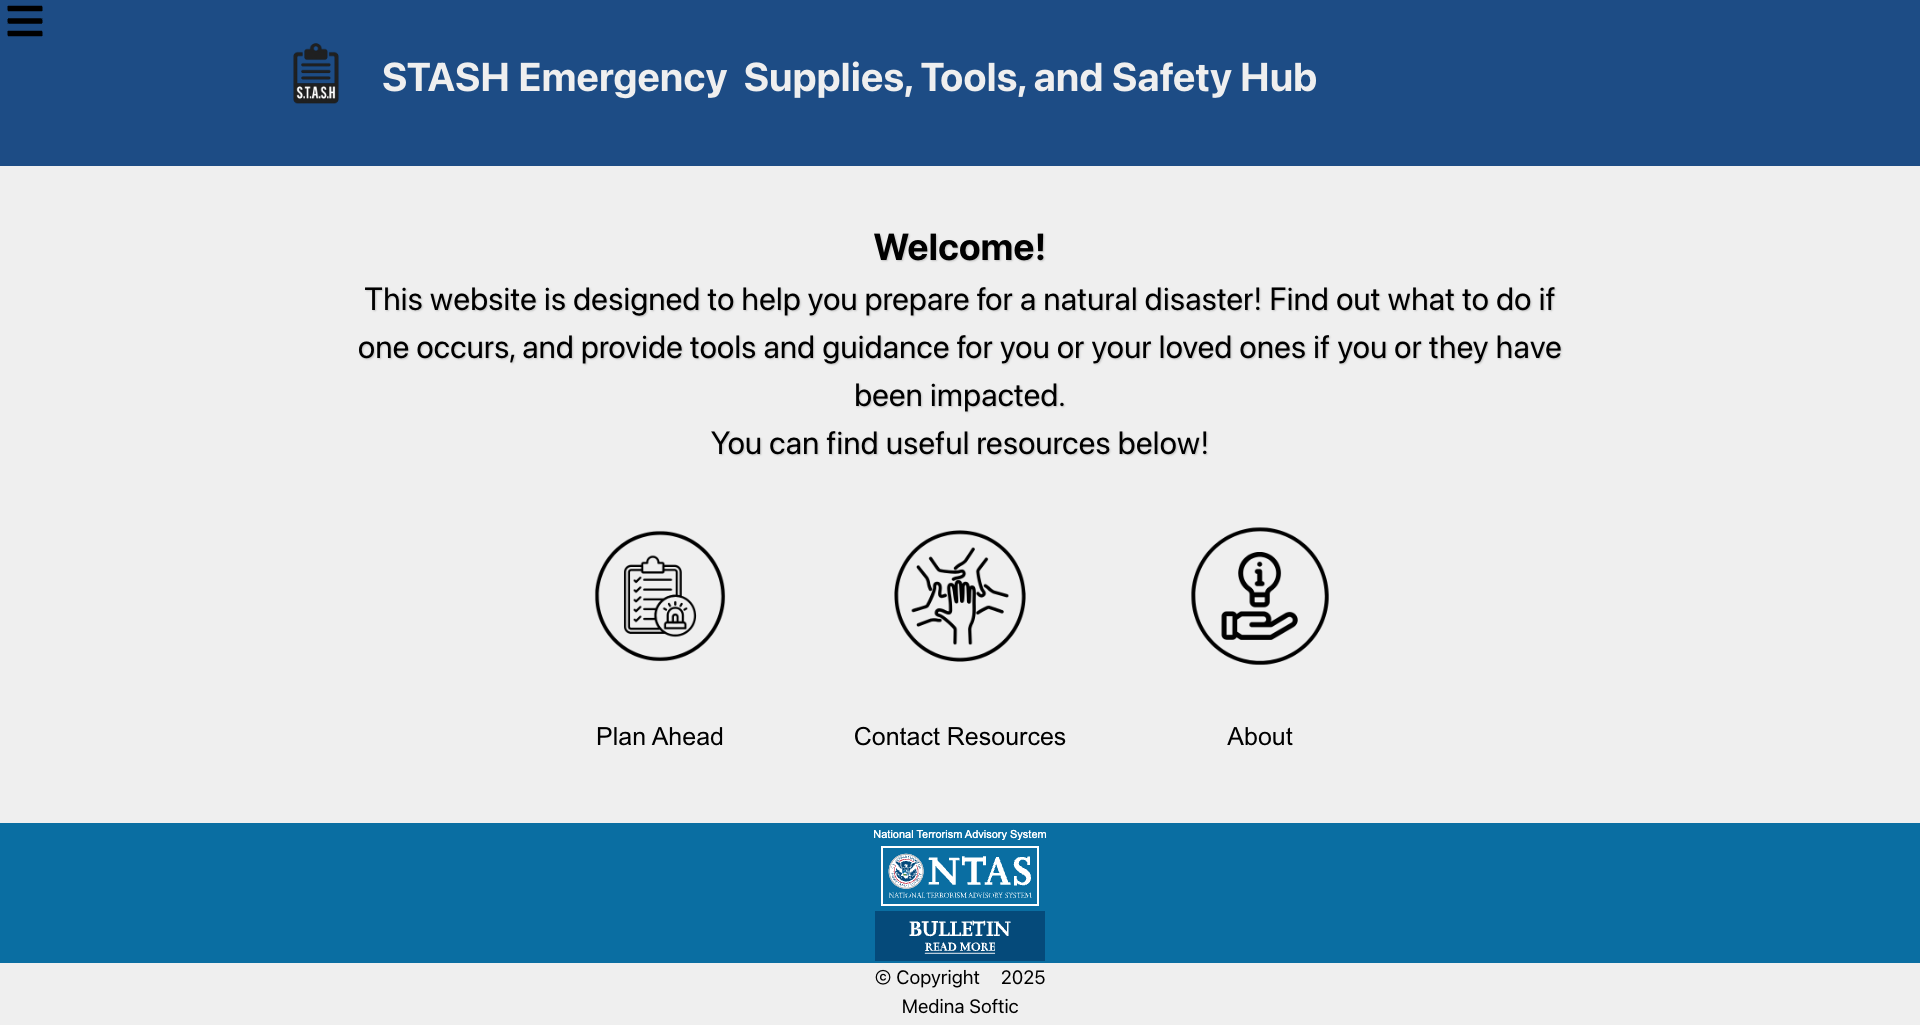 S.T.A.S.H
STASH Emergency  Supplies, Tools, and Safety Hub
Welcome!
This website is designed to help you prepare for a natural disaster! Find out what to do if
one occurs, and provide tools and guidance for you or your loved ones if you or they have
been impacted.
You can find useful resources below!
i
Plan Ahead
Contact Resources
About
National Terrorism Advisory System
NTAS
NATIONAL TERRORISM ADVISORY SYSTEM
BULLETIN
READ MORE
© Copyright    2025
Medina Softic